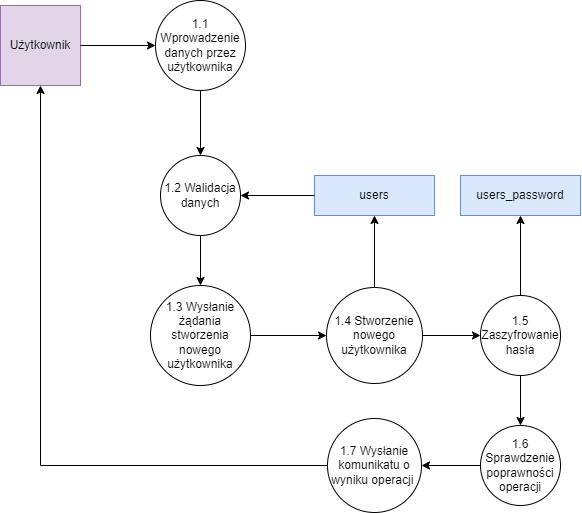 Użytkownik
1.1
Wprowadzenie
danych przez
użytkownika
1.2 Walidacja
danych
users
users_password
1.3 Wysłanie
żądania
stworzenia
nowego
użytkownika
1.4 Stworzenie
nowego
użytkownika
1.5
Zaszyfrowanie
hasła
1.6
Sprawdzenie
poprawności
operacji
1.7 Wysłanie
komunikatu o
wyniku operacji